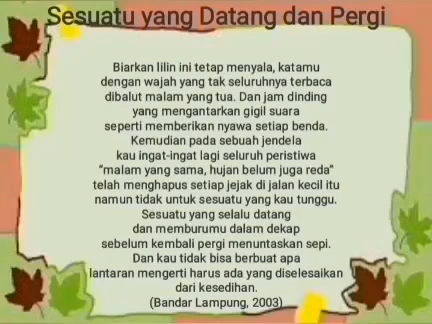 Sesuatu yang Datang dan Pergi
Biarkan lilin ini tetap menyala, katamu
dengan wajah yang tak seluruhnya terbaca
dibalut malam yang tua. Dan jam dinding
yang mengantarkan gigil suara
seperti memberikan nyawa setiap benda.
Kemudian pada sebuah jendela
kau ingat-ingat lagi seluruh peristiwa
"malam yang sama, hujan belum juga reda"
telah menghapus setiap jejak di jalan kecil itu
namun tidak untuk sesuatu yang kau tunggu.
Sesuatu yang selalu datang
dan memburumu dalam dekap
sebelum kembali pergi menuntaskan sepi.
Dan kau tidak bisa berbuat apa
lantaran mengerti harus ada yang diselesaikan
dari kesedihan.
(Bandar Lampung, 2003)